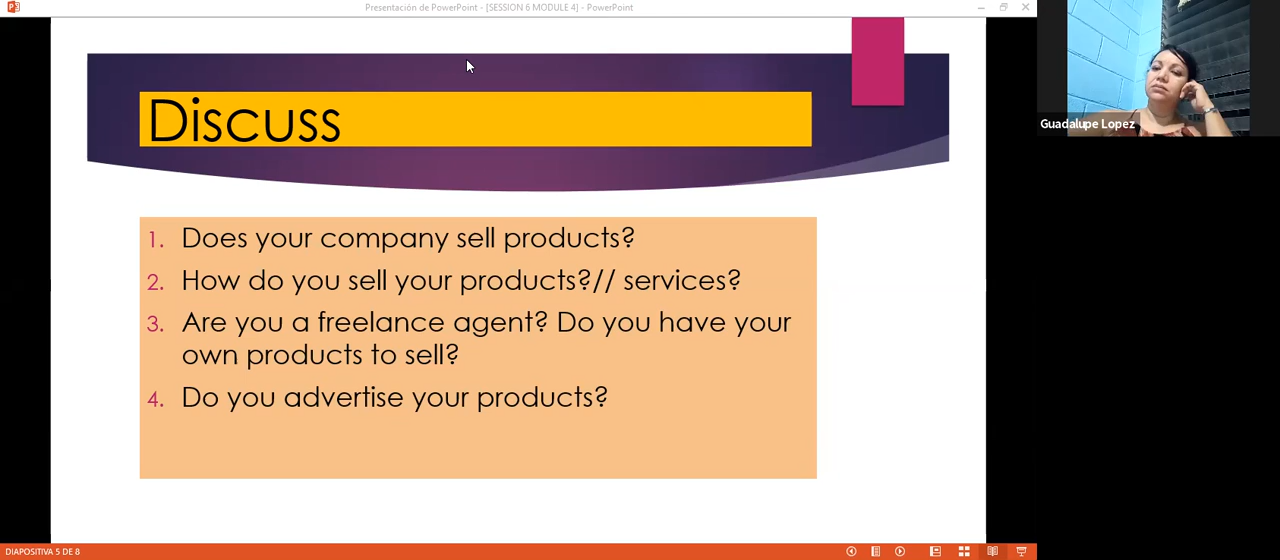 Presentación de PowerPoint - [SESSION 6 MODULE 4] - PowerPoint
Guadalupe Lopez
Discuss
1. Does your company sell products?
2. How do you sell your products?// services?
3. Are you a freelance agent? Do you have your
own products to sell?
4. Do you advertise your products?
DIAPOSITIVA 5 DE 8